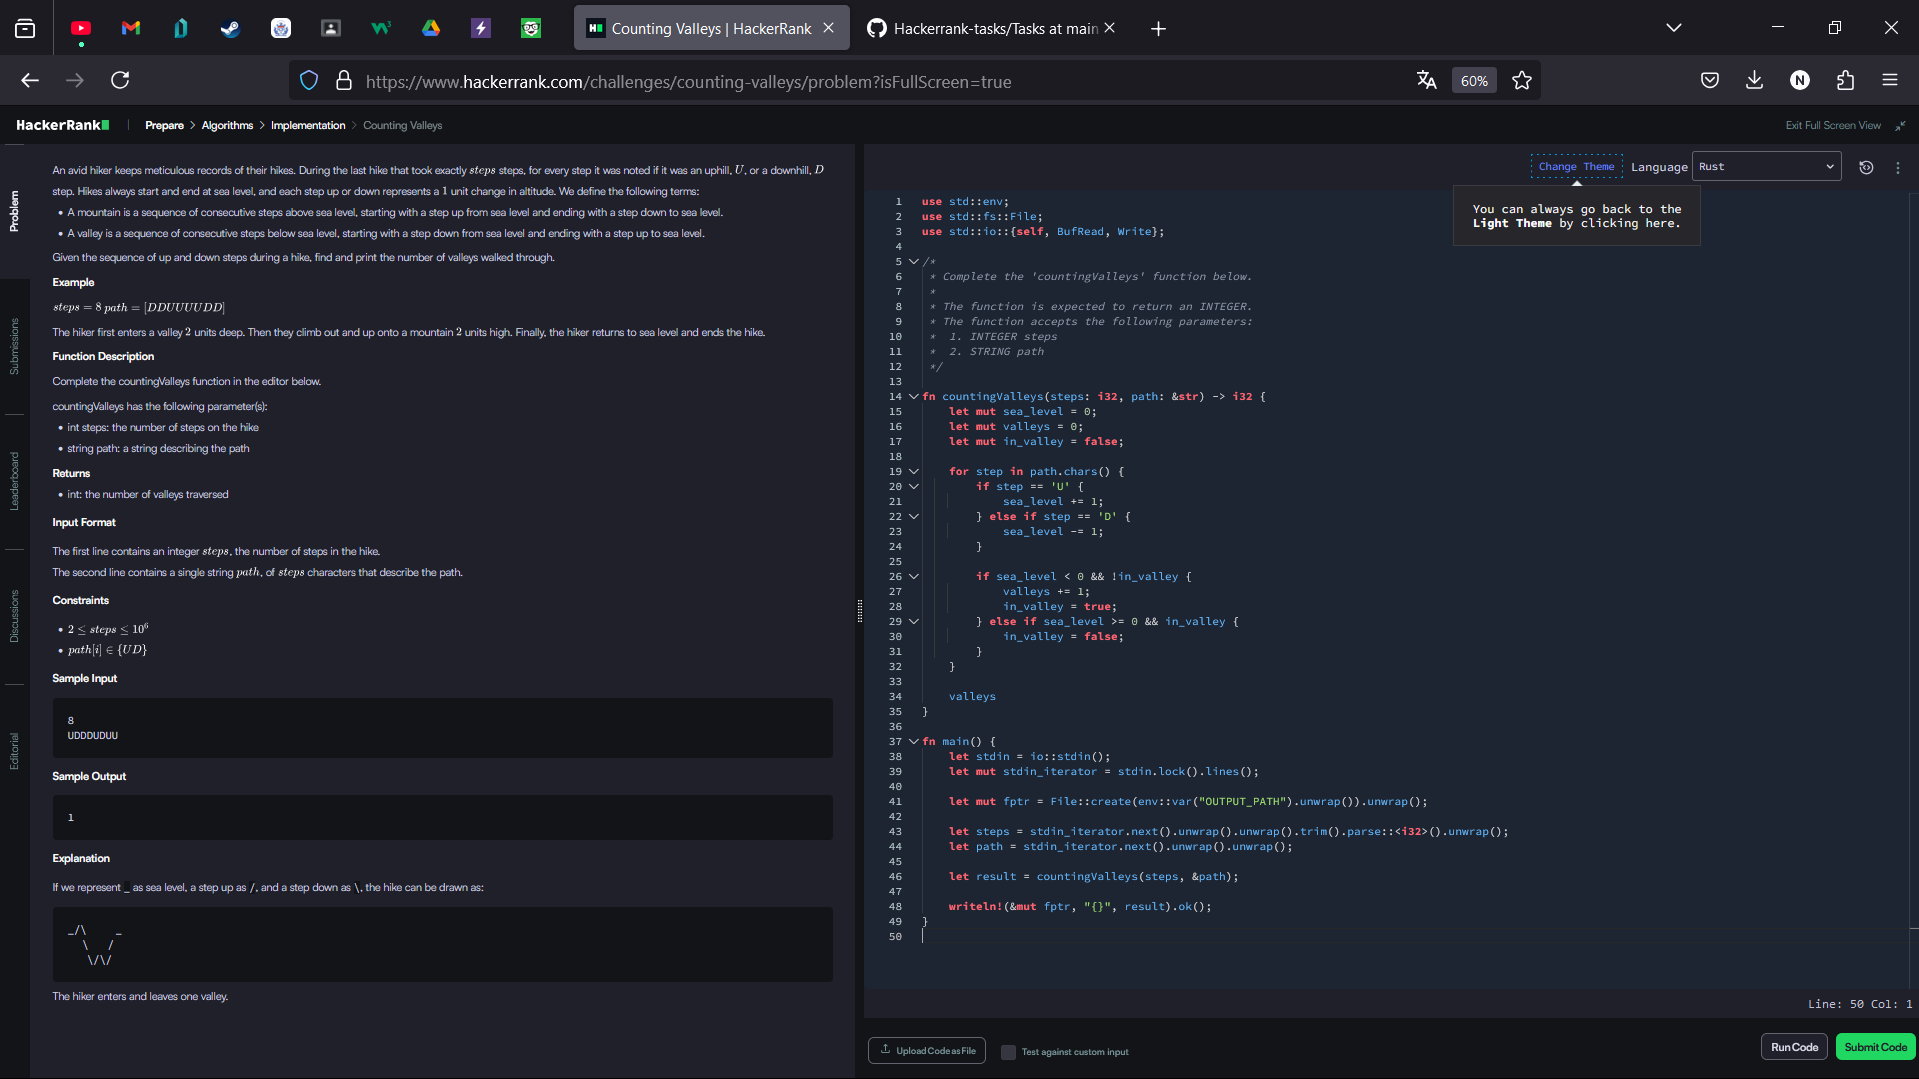 Counting Valleys | HackerRank
Hackerrank-tasks/Tasks at main
https://www.hackerrank.com/challenges/counting-valleys/problem?isFullScreen=true
60%
N
HackerRank
Prepare > Algorithms > Implementation > Counting Valleys
Exit Full Screen View
Problem
Submissions
Leaderboard
Discussions
Editorial
An avid hiker keeps meticulous records of their hikes. During the last hike that took exactly steps steps, for every step it was noted if it was an uphill, U, or a downhill, D
step. Hikes always start and end at sea level, and each step up or down represents a 1 unit change in altitude. We define the following terms:
• A mountain is a sequence of consecutive steps above sea level, starting with a step up from sea level and ending with a step down to sea level.
• A valley is a sequence of consecutive steps below sea level, starting with a step down from sea level and ending with a step up to sea level.
Given the sequence of up and down steps during a hike, find and print the number of valleys walked through.
Example
steps = 8 path = [DDUUUUDD]
The hiker first enters a valley 2 units deep. Then they climb out and up onto a mountain 2 units high. Finally, the hiker returns to sea level and ends the hike.
Function Description
Complete the countingValleys function in the editor below.
countingValleys has the following parameter(s):
• int steps: the number of steps on the hike
• string path: a string describing the path
Returns
• int: the number of valleys traversed
Input Format
The first line contains an integer steps, the number of steps in the hike.
The second line contains a single string path, of steps characters that describe the path.
Constraints
• 2 ≤ steps ≤ 10⁶
• path[i] ∈ {UD}
Sample Input
8
UDDDUDUU
Sample Output
1
Explanation
If we represent _ as sea level, a step up as /, and a step down as \, the hike can be drawn as:
_/\      _
   \    /
    \/\/
The hiker enters and leaves one valley.
Change Theme
Language
Rust
You can always go back to the
Light Theme by clicking here.
1 use std::env;
2 use std::fs::File;
3 use std::io::{self, BufRead, Write};
4
5 /*
6  * Complete the 'countingValleys' function below.
7  *
8  * The function is expected to return an INTEGER.
9  * The function accepts the following parameters:
10  *  1. INTEGER steps
11  *  2. STRING path
12  */
13
14 fn countingValleys(steps: i32, path: &str) -> i32 {
15     let mut sea_level = 0;
16     let mut valleys = 0;
17     let mut in_valley = false;
18
19     for step in path.chars() {
20         if step == 'U' {
21             sea_level += 1;
22         } else if step == 'D' {
23             sea_level -= 1;
24         }
25
26         if sea_level < 0 && !in_valley {
27             valleys += 1;
28             in_valley = true;
29         } else if sea_level >= 0 && in_valley {
30             in_valley = false;
31         }
32     }
33
34     valleys
35 }
36
37 fn main() {
38     let stdin = io::stdin();
39     let mut stdin_iterator = stdin.lock().lines();
40
41     let mut fptr = File::create(env::var("OUTPUT_PATH").unwrap()).unwrap();
42
43     let steps = stdin_iterator.next().unwrap().unwrap().trim().parse::<i32>().unwrap();
44     let path = stdin_iterator.next().unwrap().unwrap();
45
46     let result = countingValleys(steps, &path);
47
48     writeln!(&mut fptr, "{}", result).ok();
49 }
50
Line: 50 Col: 1
Upload Code as File
Test against custom input
Run Code
Submit Code